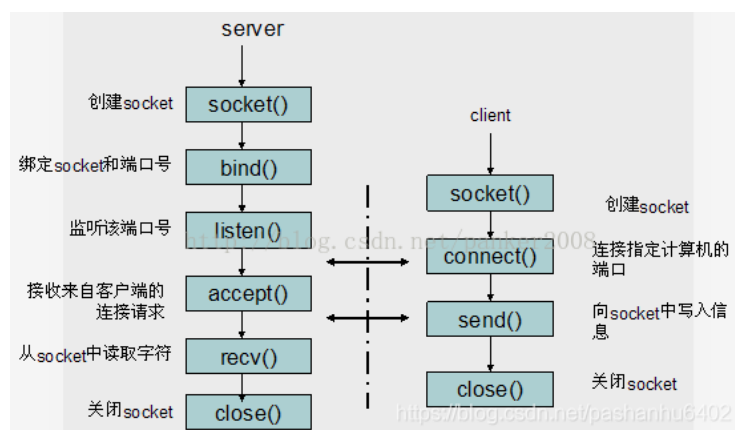 server
创建socket
socket()
绑定socket和端口号
bind()
监听该端口号
listen()
接收来自客户端的
连接请求
accept()
从socket中读取字符
recv()
关闭socket
close()
client
socket()
创建socket
connect()
连接指定计算机的
端口
send()
向socket中写入信
息
close()
关闭socket
http://blog.csdn.net/panker2008
https://blog.csdn.net/pashanhu6402